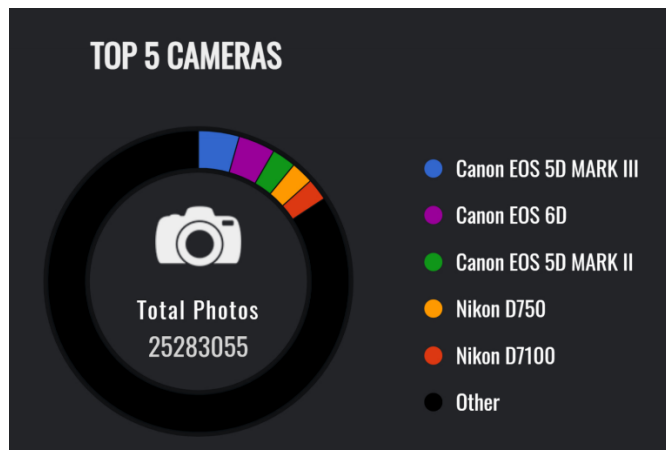 TOP 5 CAMERAS
Total Photos
25283055
Canon EOS 5D MARK III
Canon EOS 6D
Canon EOS 5D MARK II
Nikon D750
Nikon D7100
Other